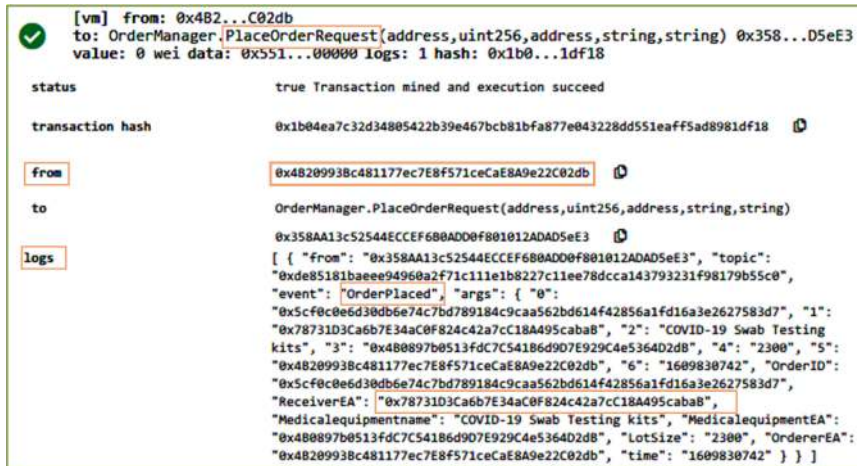 [vm] from: 0x4B2...C02db
to: OrderManager.PlaceOrderRequest(address,uint256,address,string,string) 0x358...D5eE3
value: 0 wei data: 0x551...00000 logs: 1 hash: 0x1b0...1df18
status true Transaction mined and execution succeed
transaction hash 0x1b04ea7c32d34805422b39e467bcb81bfa877e043228dd551eaff5ad8981df18
from 0x4B20993Bc481177ec7E8f571ceCaE8A9e22C02db
to OrderManager.PlaceOrderRequest(address,uint256,address,string,string)
0x358AA13c52544ECCEF6B0ADD0f801012ADAD5eE3
logs [ { "from": "0x358AA13c52544ECCEF6B0ADD0f801012ADAD5eE3", "topic":
"0xde85181baeee94960a2f71c111e1b8227c11ee78dcca143793231f98179b55c0",
"event": "OrderPlaced", "args": { "0":
"0x5cf0c0e6d30db6e74c7bd789184c9caa562bd614f42856a1fd16a3e2627583d7", "1":
"0x78731D3Ca6b7E34aC0F824c42a7cC18A495cabaB", "2": "COVID-19 Swab Testing
kits", "3": "0x4B0897b0513fdC7C541B6d9D7E929C4e5364D2dB", "4": "2300", "5":
"0x4B20993Bc481177ec7E8f571ceCaE8A9e22C02db", "6": "1609830742", "OrderID":
"0x5cf0c0e6d30db6e74c7bd789184c9caa562bd614f42856a1fd16a3e2627583d7",
"ReceiverEA": "0x78731D3Ca6b7E34aC0F824c42a7cC18A495cabaB",
"Medicalequipmentname": "COVID-19 Swab Testing kits", "MedicalequipmentEA":
"0x4B0897b0513fdC7C541B6d9D7E929C4e5364D2dB", "LotSize": "2300", "OrdererEA":
"0x4B20993Bc481177ec7E8f571ceCaE8A9e22C02db", "time": "1609830742" } } ]